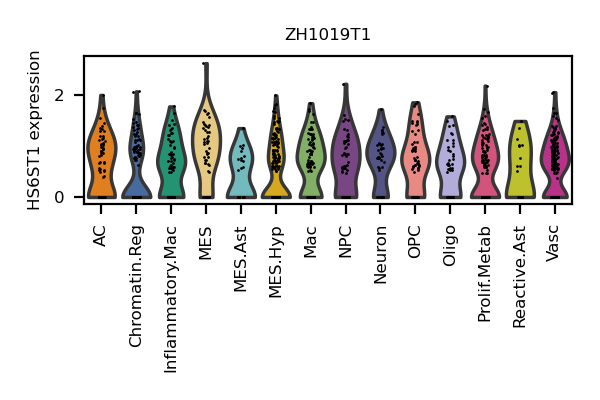 ZH1019T1
HS6ST1 expression
2
0
AC
Chromatin.Reg
Inflammatory.Mac
MES
MES.Ast
MES.Hyp
Mac
NPC
Neuron
OPC
Oligo
Prolif.Metab
Reactive.Ast
Vasc